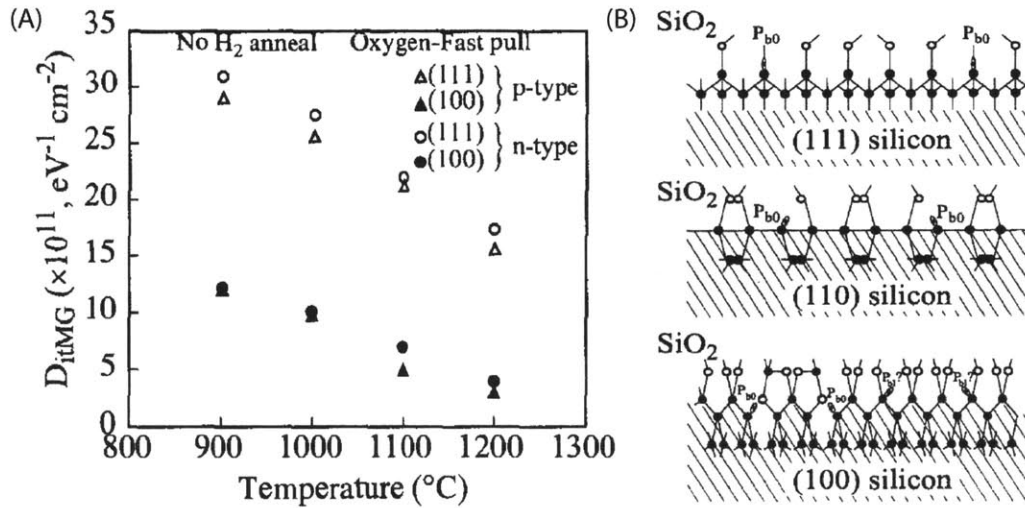 (A)
No H₂ anneal Oxygen-Fast pull
(111)
(100) } p-type
(111)
(100) } n-type
DitMG (×10¹¹, eV⁻¹ cm⁻²)
35
30
25
20
15
10
5
0
800 900 1000 1100 1200 1300
Temperature (°C)
(B)
SiO₂
Pb0 Pb0
(111) silicon
SiO₂
Pb0 Pb0
(110) silicon
SiO₂
Pb0 Pb0 Pb1? Pb1?
(100) silicon